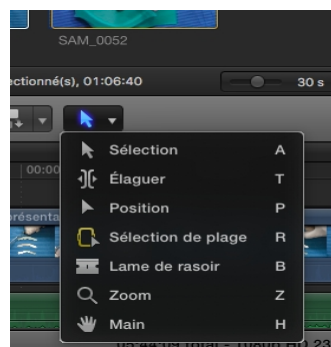 SAM_0052
ectionné(s), 01:06:40
30 s
Sélection A
00:00
Élaguer T
Position P
présenta
Sélection de plage R
Lame de rasoir B
Zoom Z
Main H